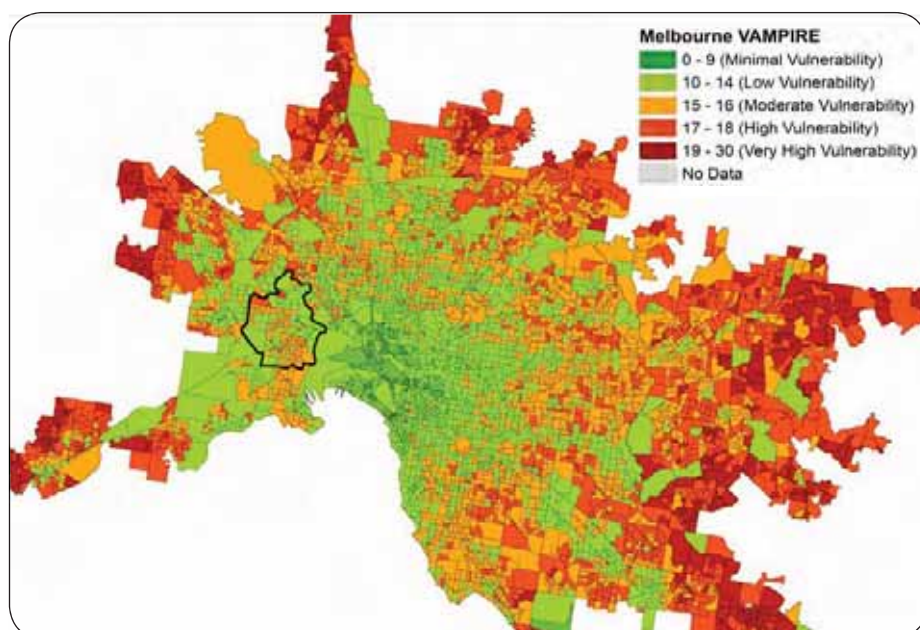 Melbourne VAMPIRE
0 - 9 (Minimal Vulnerability)
10 - 14 (Low Vulnerability)
15 - 16 (Moderate Vulnerability)
17 - 18 (High Vulnerability)
19 - 30 (Very High Vulnerability)
No Data